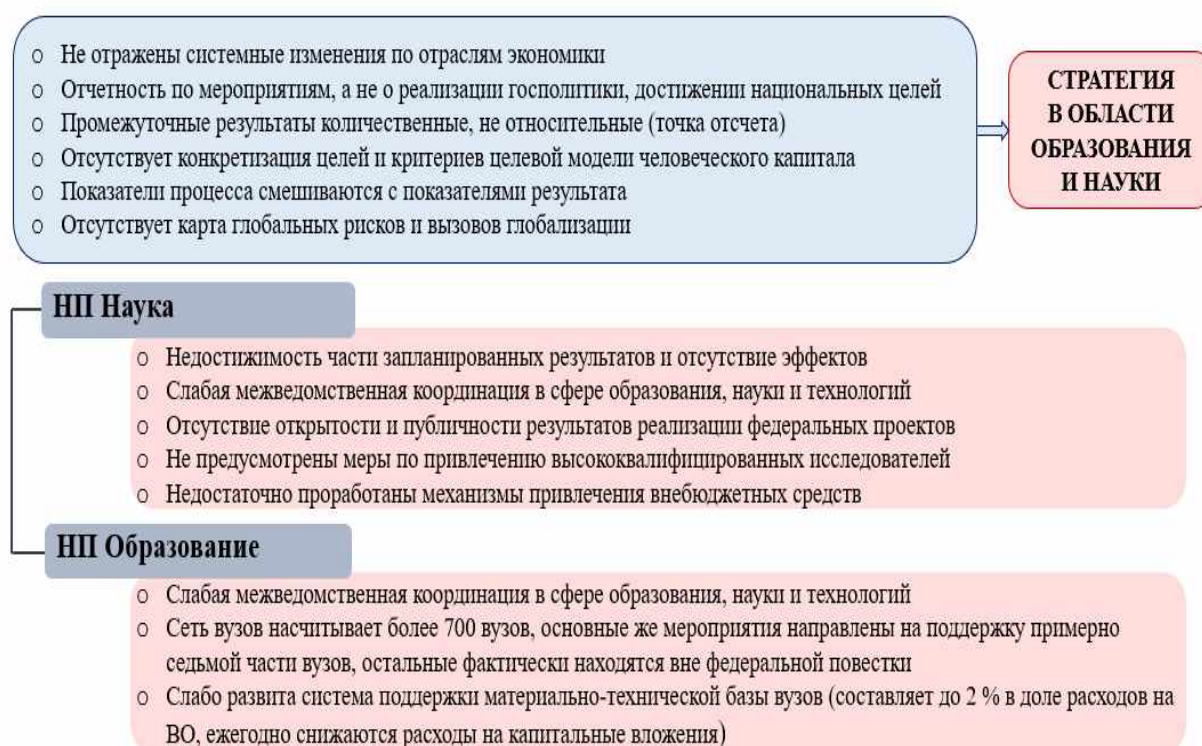 ○ Не отражены системные изменения по отраслям экономики
○ Отчетность по мероприятиям, а не о реализации госполитики, достижении национальных целей
○ Промежуточные результаты количественные, не относительные (точка отсчета)
○ Отсутствует конкретизация целей и критериев целевой модели человеческого капитала
○ Показатели процесса смешиваются с показателями результата
○ Отсутствует карта глобальных рисков и вызовов глобализации
СТРАТЕГИЯ
В ОБЛАСТИ
ОБРАЗОВАНИЯ
И НАУКИ
НП Наука
○ Недостижимость части запланированных результатов и отсутствие эффектов
○ Слабая межведомственная координация в сфере образования, науки и технологий
○ Отсутствие открытости и публичности результатов реализации федеральных проектов
○ Не предусмотрены меры по привлечению высококвалифицированных исследователей
○ Недостаточно проработаны механизмы привлечения внебюджетных средств
НП Образование
○ Слабая межведомственная координация в сфере образования, науки и технологий
○ Сеть вузов насчитывает более 700 вузов, основные же мероприятия направлены на поддержку примерно
седьмой части вузов, остальные фактически находятся вне федеральной повестки
○ Слабо развита система поддержки материально-технической базы вузов (составляет до 2 % в доле расходов на
ВО, ежегодно снижаются расходы на капитальные вложения)